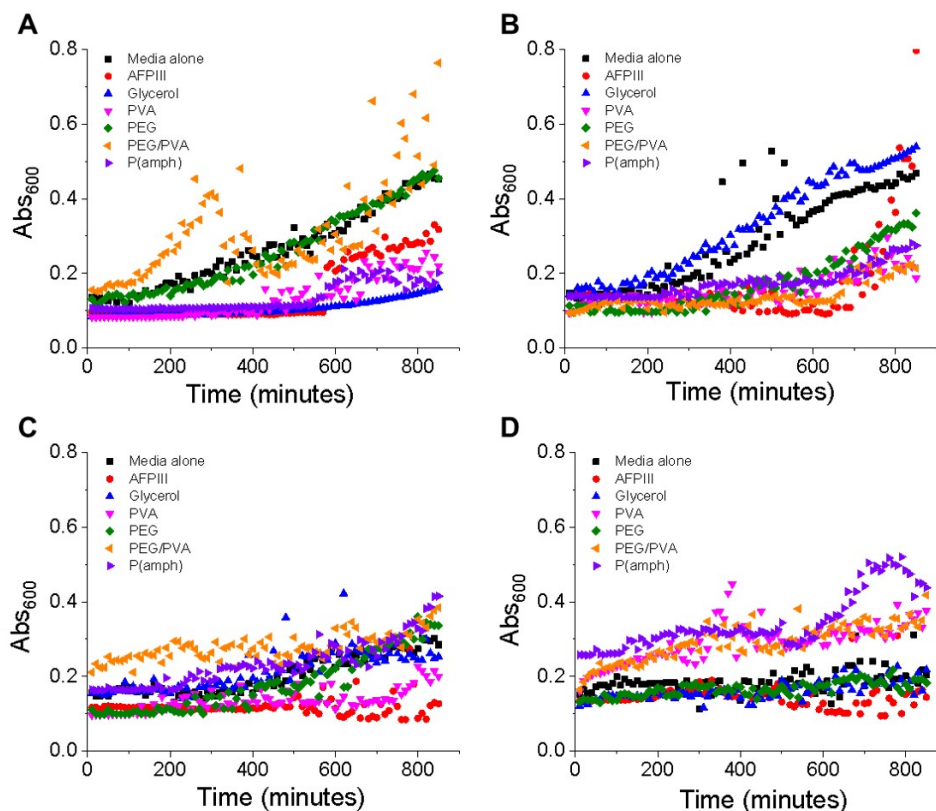 A
Media alone
AFPIII
Glycerol
PVA
PEG
PEG/PVA
P(amph)
Abs600
0.8
0.6
0.4
0.2
0.0
0 200 400 600 800
Time (minutes)
B
Media alone
AFPIII
Glycerol
PVA
PEG
PEG/PVA
P(amph)
Abs600
0.8
0.6
0.4
0.2
0.0
0 200 400 600 800
Time (minutes)
C
Media alone
AFPIII
Glycerol
PVA
PEG
PEG/PVA
P(amph)
Abs600
0.8
0.6
0.4
0.2
0.0
0 200 400 600 800
Time (minutes)
D
Media alone
AFPIII
Glycerol
PVA
PEG
PEG/PVA
P(amph)
Abs600
0.8
0.6
0.4
0.2
0.0
0 200 400 600 800
Time (minutes)